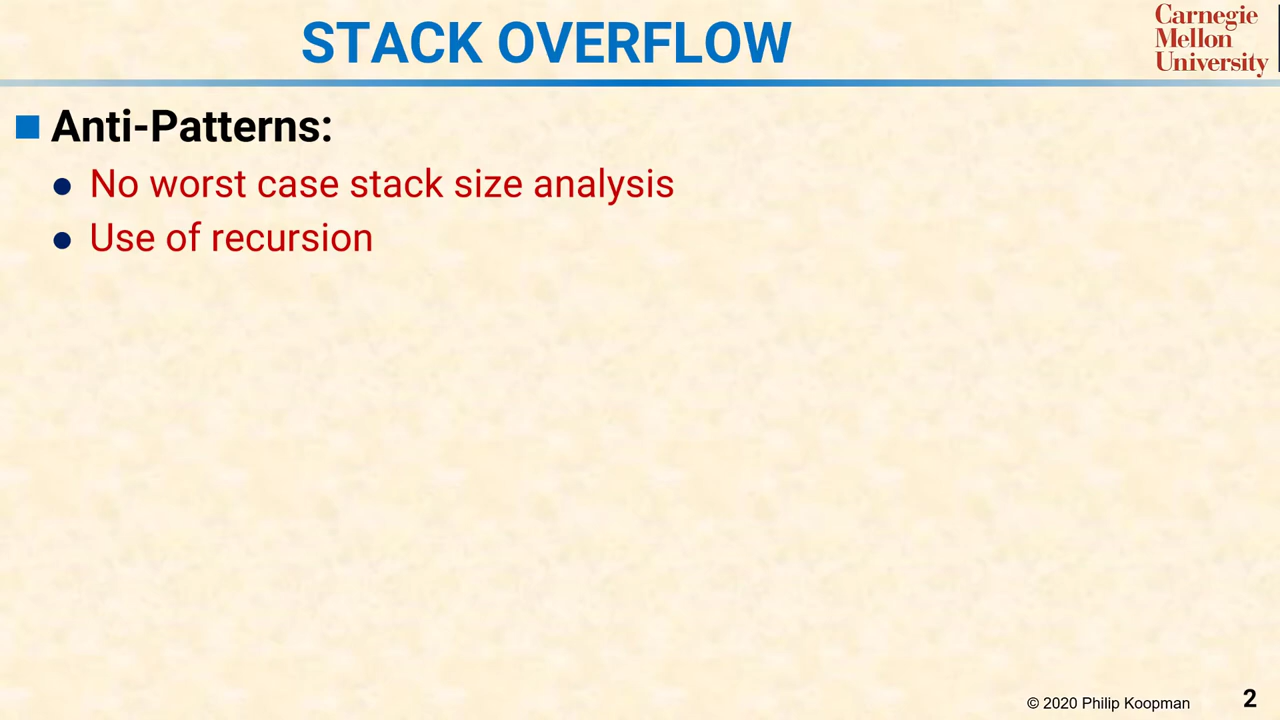 STACK OVERFLOW
Carnegie
Mellon
University
Anti-Patterns:
No worst case stack size analysis
Use of recursion
© 2020 Philip Koopman
2